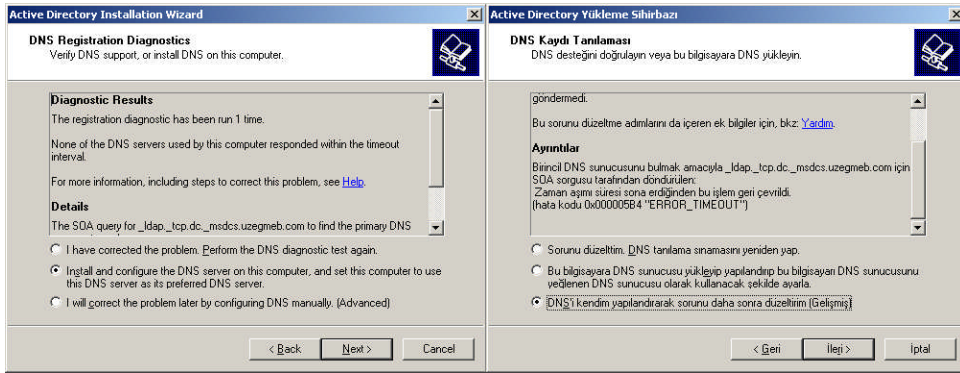 Active Directory Installation Wizard
DNS Registration Diagnostics
Verify DNS support, or install DNS on this computer.
Diagnostic Results
The registration diagnostic has been run 1 time.
None of the DNS servers used by this computer responded within the timeout
interval.
For more information, including steps to correct this problem, see Help.
Details
The SOA query for _ldap._tcp.dc._msdcs.uzegmeb.com to find the primary DNS
I have corrected the problem. Perform the DNS diagnostic test again.
Install and configure the DNS server on this computer, and set this computer to use
this DNS server as its preferred DNS server.
I will correct the problem later by configuring DNS manually. (Advanced)
< Back
Next >
Cancel
Active Directory Yükleme Sihirbazı
DNS Kaydı Tanılaması
DNS desteğini doğrulayın veya bu bilgisayara DNS yükleyin.
göndermedi.
Bu sorunu düzeltme adımlarını da içeren ek bilgiler için, bkz: Yardım.
Ayrıntılar
Birincil DNS sunucusunu bulmak amacıyla _ldap._tcp.dc._msdcs.uzegmeb.com için
SOA sorgusu tarafından döndürülen:
Zaman aşımı süresi sona erdiğinden bu işlem geri çevrildi.
(hata kodu 0x000005B4 "ERROR_TIMEOUT")
Sorunu düzelttim. DNS tanılama sınamasını yeniden yap.
Bu bilgisayara DNS sunucusu yükleyip yapılandırıp bu bilgisayarı DNS sunucusunu
yeğlenen DNS sunucusu olarak kullanacak şekilde ayarla.
DNS'i kendim yapılandırarak sorunu daha sonra düzeltirim (Gelişmiş)
< Geri
İleri >
İptal